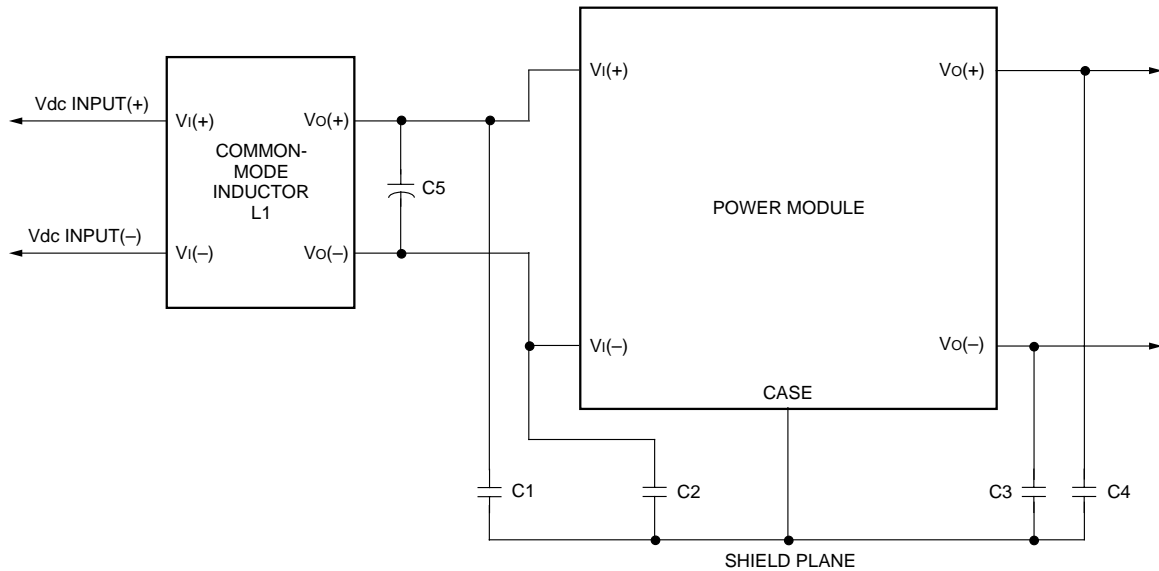 Vdc INPUT(+)
Vdc INPUT(–)
VI(+)
VO(+)
COMMON-
MODE
INDUCTOR
L1
VI(–)
VO(–)
C5
VI(+)
VO(+)
POWER MODULE
VI(–)
VO(–)
CASE
C1
C2
C3
C4
SHIELD PLANE